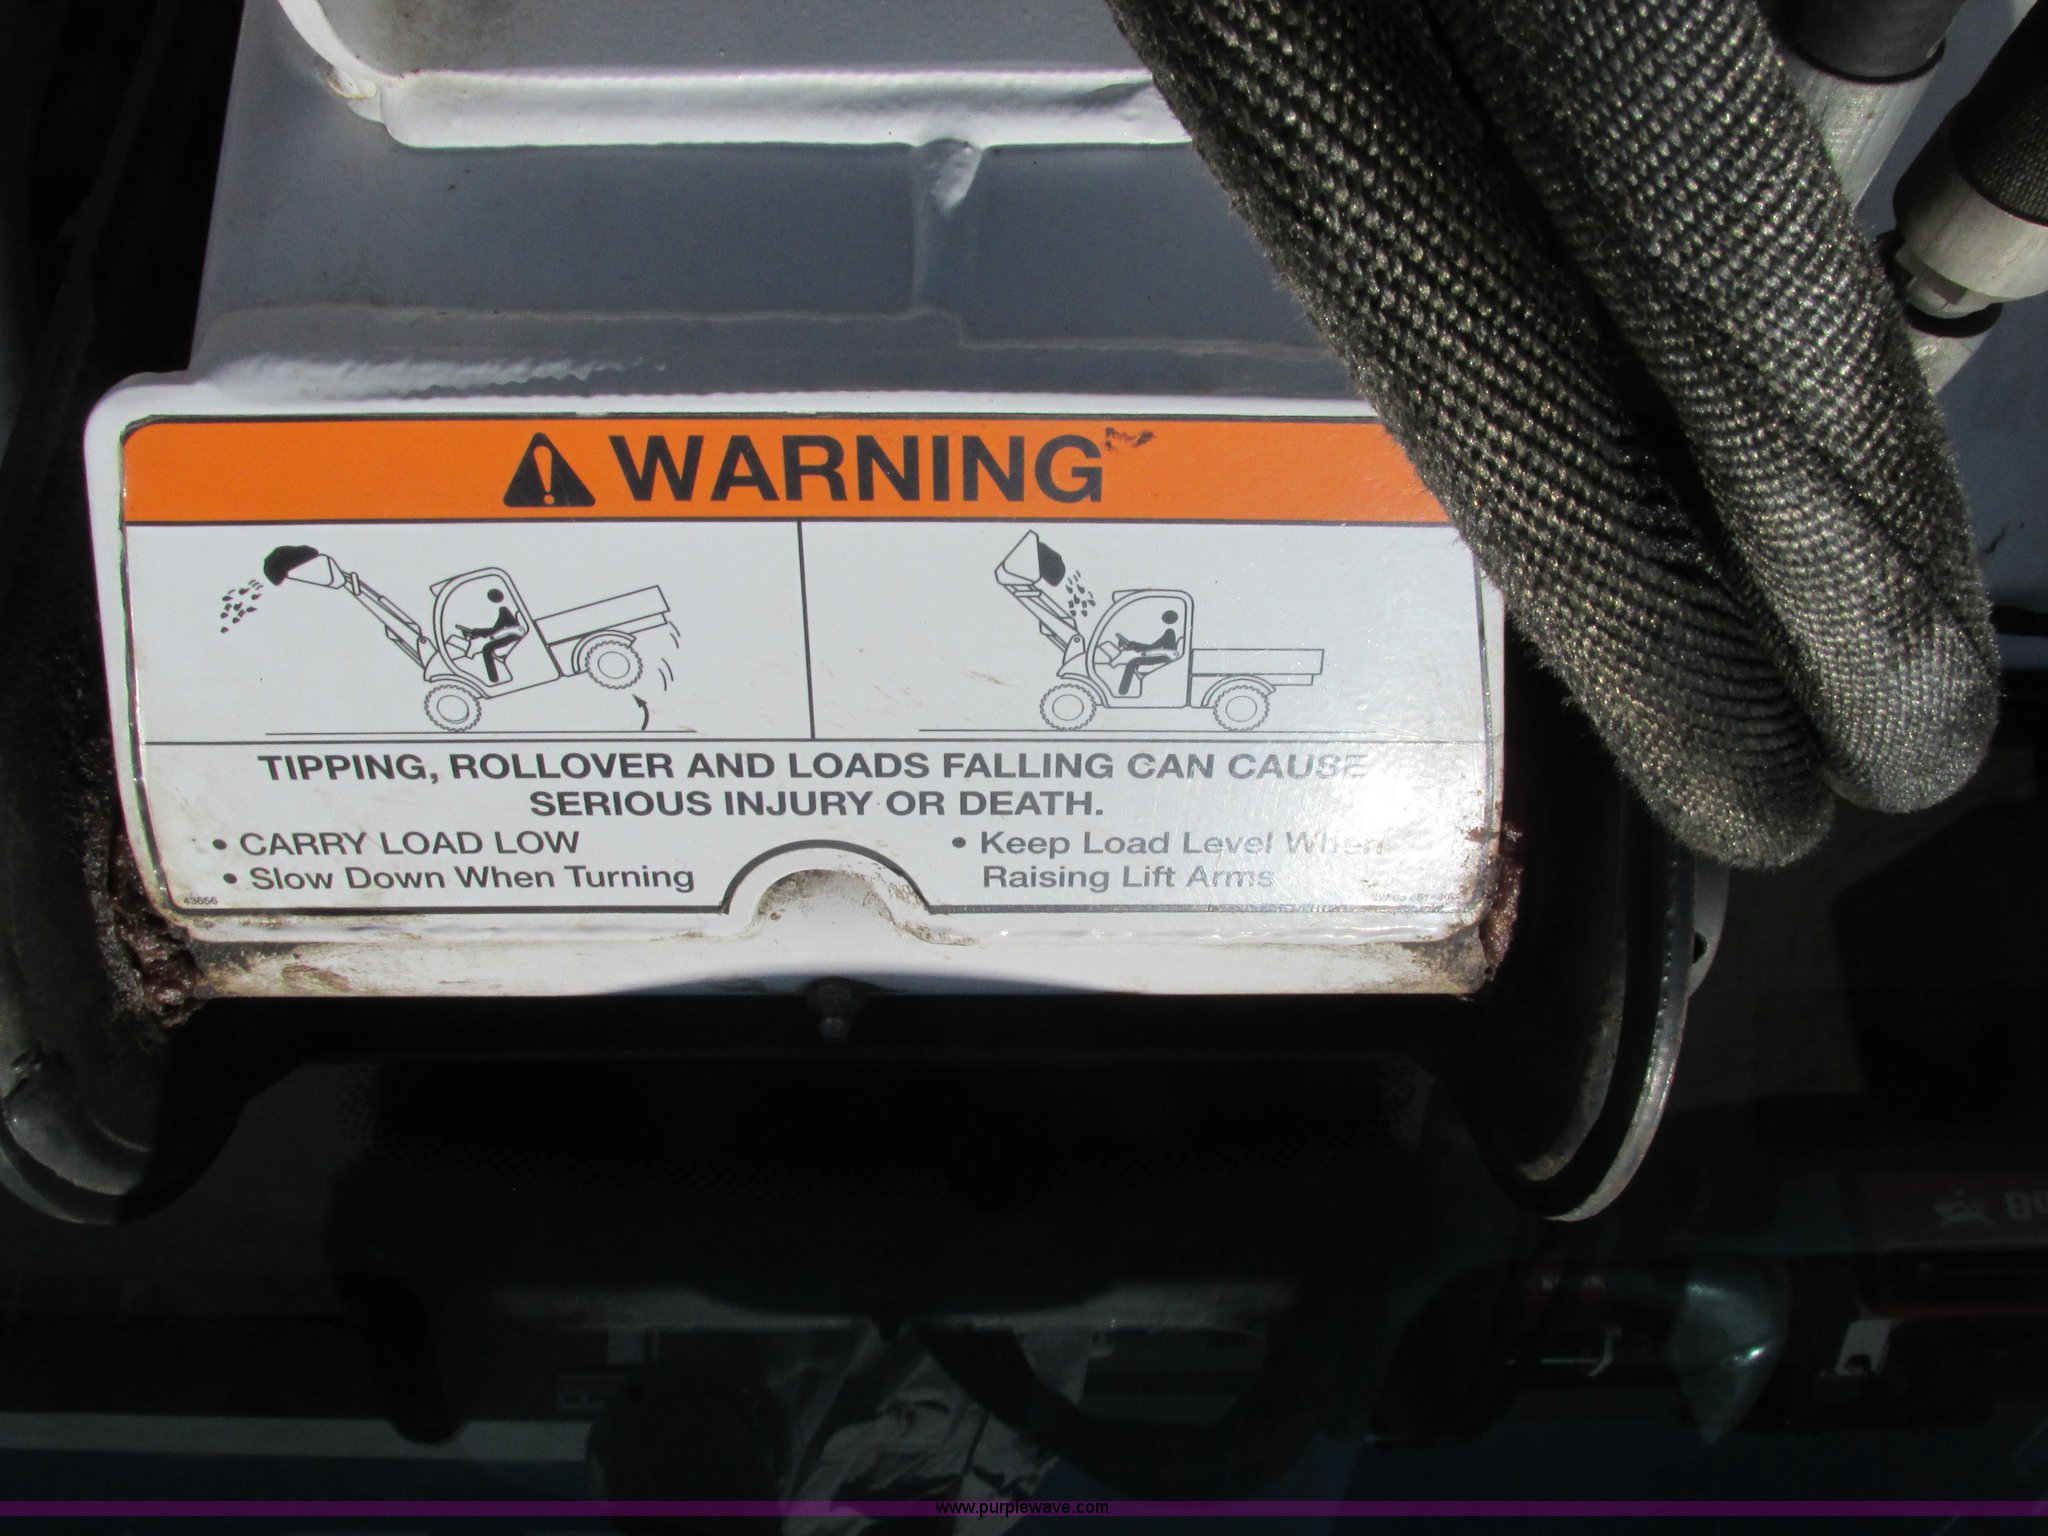 WARNING
TIPPING, ROLLOVER AND LOADS FALLING CAN CAUSE
SERIOUS INJURY OR DEATH.
• CARRY LOAD LOW
• Slow Down When Turning
• Keep Load Level When
Raising Lift Arms
43656
www.purplewave.com